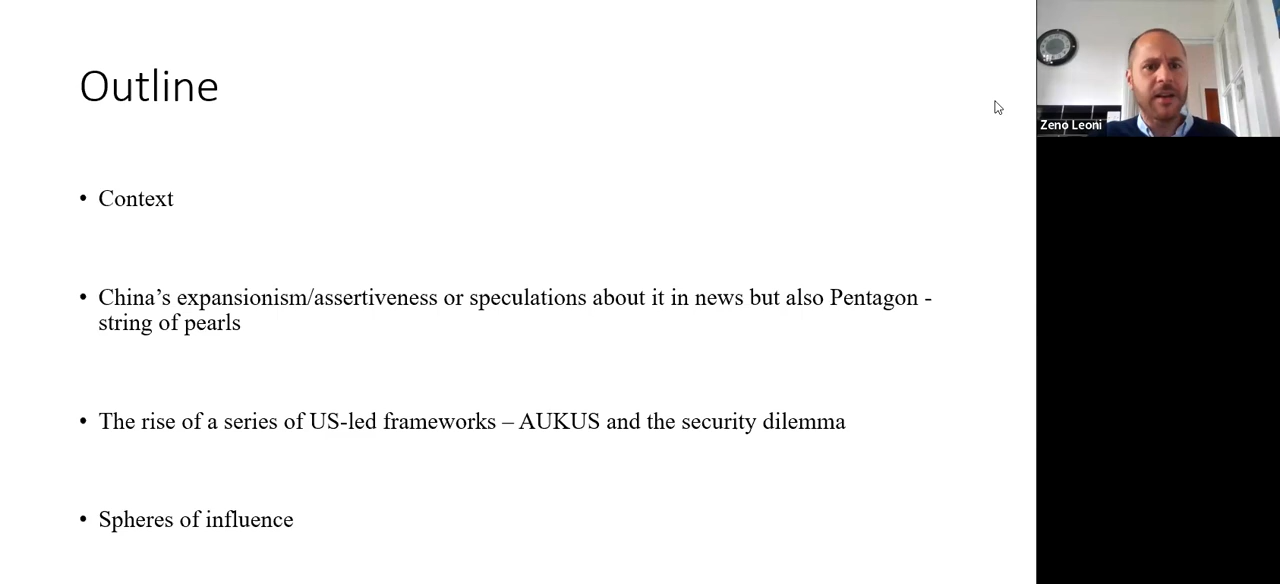 Outline
• Context
• China’s expansionism/assertiveness or speculations about it in news but also Pentagon -
string of pearls
• The rise of a series of US-led frameworks – AUKUS and the security dilemma
• Spheres of influence
Zeno Leoni